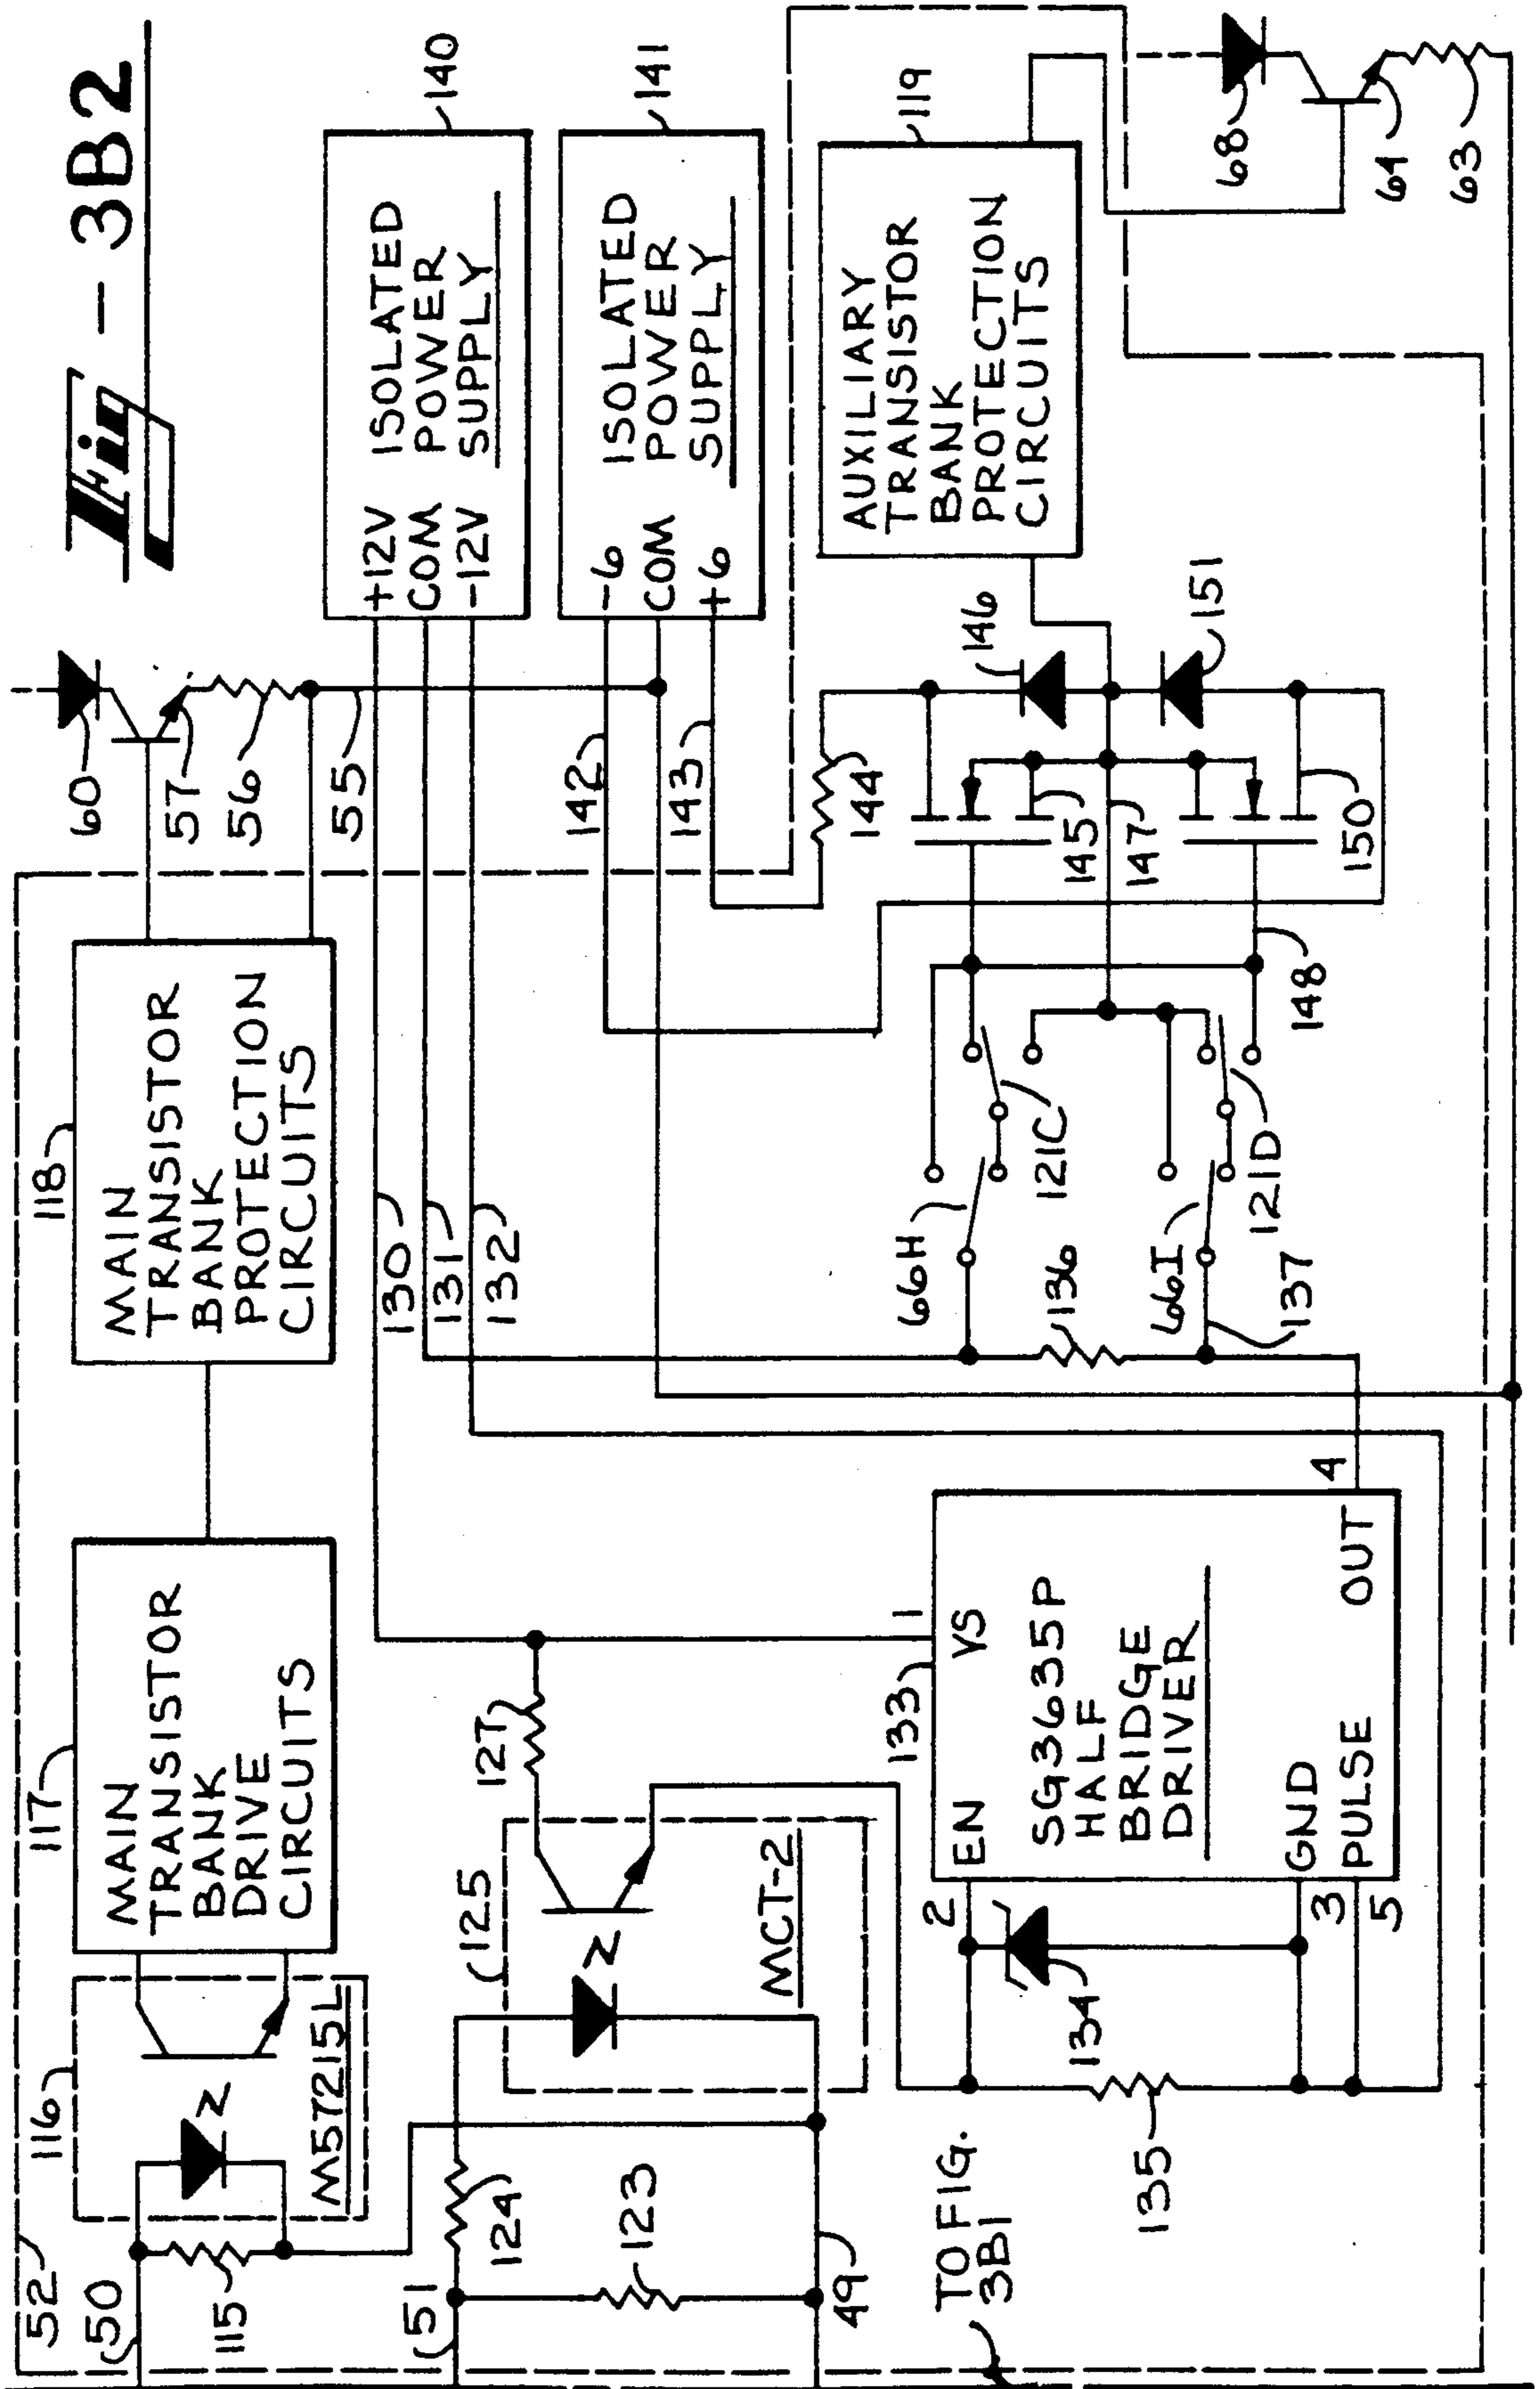 Fig-3B2
52
50
115
116
M57215L
117
MAIN
TRANSISTOR
BANK
DRIVE
CIRCUITS
118
MAIN
TRANSISTOR
BANK
PROTECTION
CIRCUITS
60
57
56
55
140
+12V
COM
-12V
ISOLATED
POWER
SUPPLY
141
-6
COM
+6
ISOLATED
POWER
SUPPLY
130
131
132
142
143
51
124
123
49
125
MCT-2
127
133
1
VS
2
EN
SG3635P
HALF
BRIDGE
DRIVER
GND
3
PULSE
5
OUT
4
134
135
TO FIG.
3B1
66H
136
66I
137
121C
121D
148
144
145
147
150
146
151
119
AUXILIARY
TRANSISTOR
BANK
PROTECTION
CIRCUITS
68
64
63